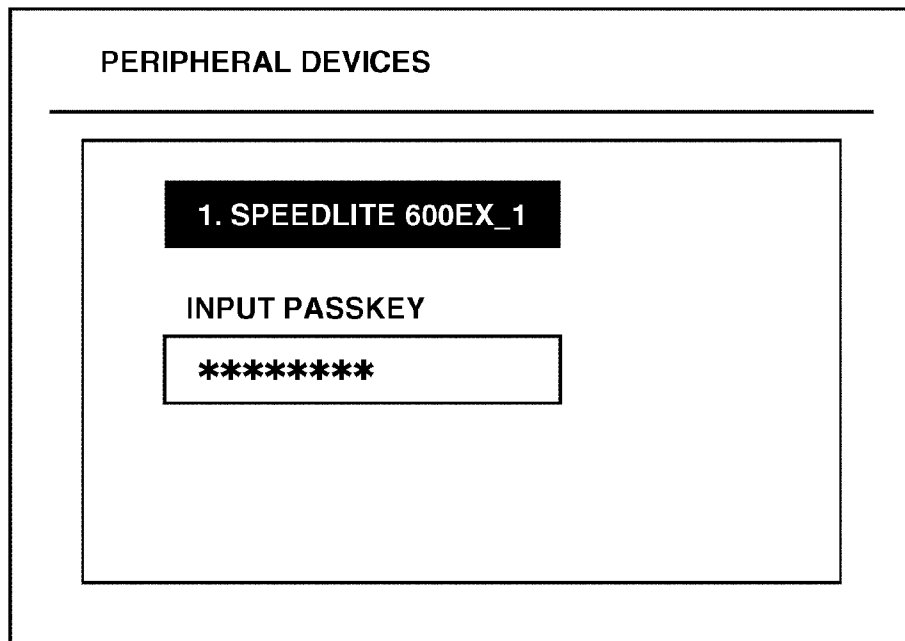 PERIPHERAL DEVICES
1. SPEEDLITE 600EX_1
INPUT PASSKEY
********